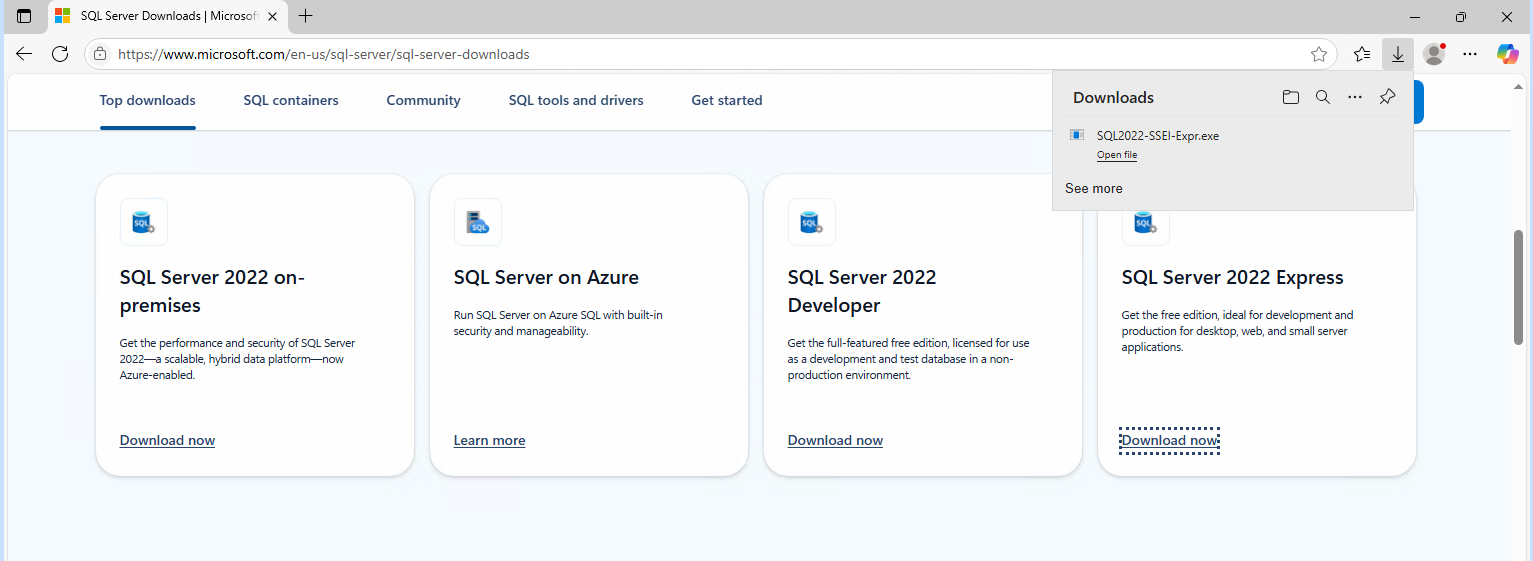 SQL Server Downloads | Microsof
https://www.microsoft.com/en-us/sql-server/sql-server-downloads
Top downloads
SQL containers
Community
SQL tools and drivers
Get started
Downloads
SQL2022-SSEI-Expr.exe
Open file
See more
SQL
SQL Server 2022 on-
premises
Get the performance and security of SQL Server
2022—a scalable, hybrid data platform—now
Azure-enabled.
Download now
SQL
SQL Server on Azure
Run SQL Server on Azure SQL with built-in
security and manageability.
Learn more
SQL
SQL Server 2022
Developer
Get the full-featured free edition, licensed for use
as a development and test database in a non-
production environment.
Download now
SQL
SQL Server 2022 Express
Get the free edition, ideal for development and
production for desktop, web, and small server
applications.
Download now